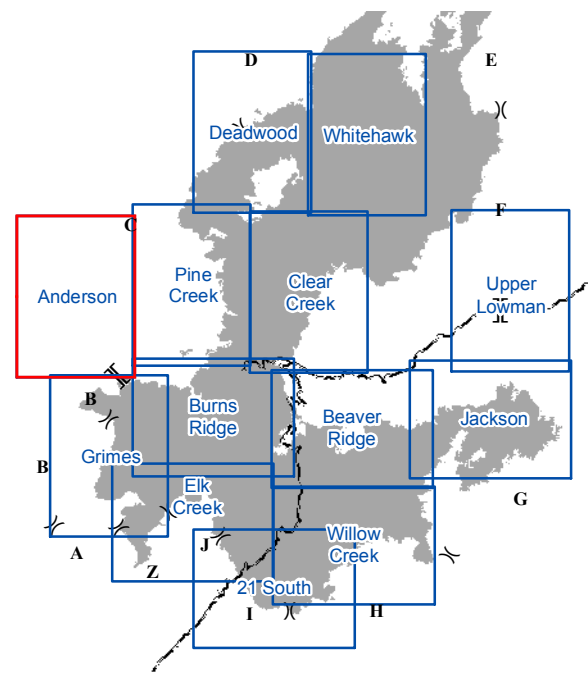 D
E
Deadwood
Whitehawk
C
F
Anderson
Pine
Creek
Clear
Creek
Upper
Lowman
][
][
B
Burns
Ridge
Beaver
Ridge
Jackson
B
Grimes
Elk
Creek
G
A
Z
J
Willow
Creek
21 South
I
H